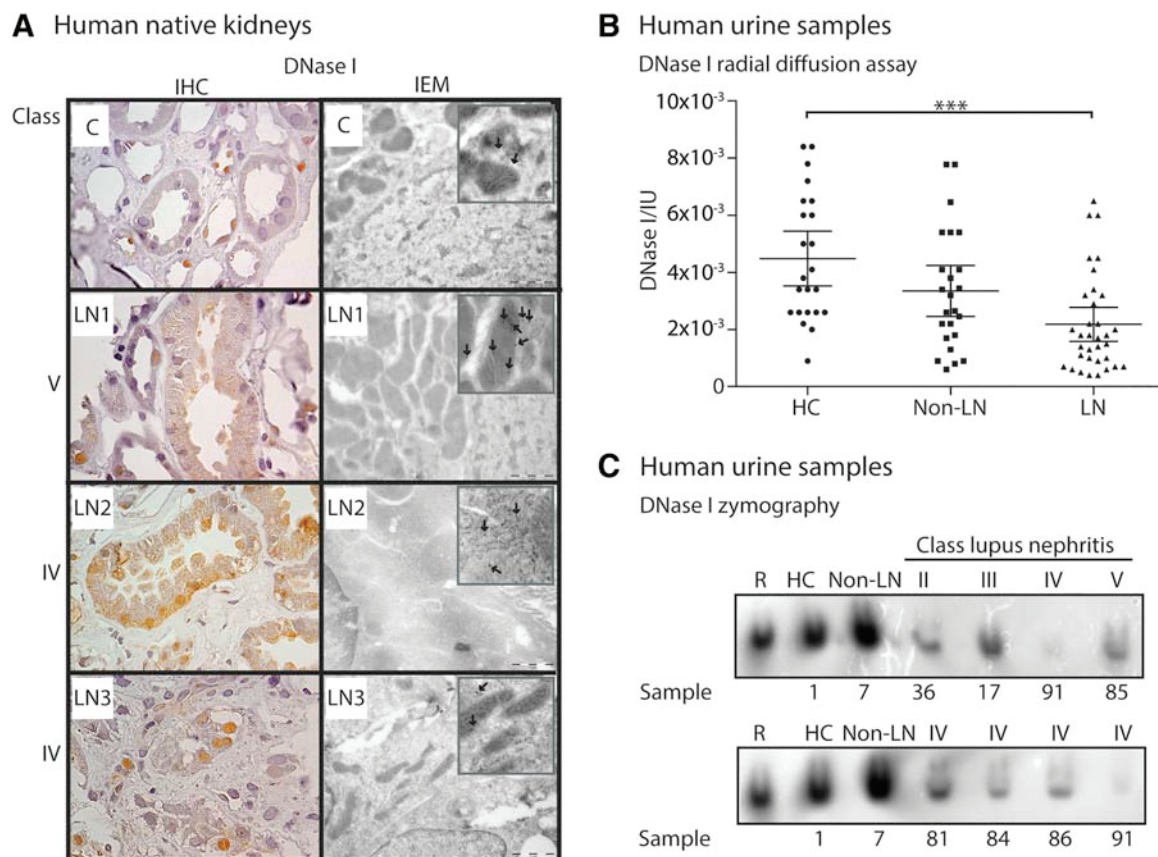 A Human native kidneys
DNase I
Class IHC IEM
C C
V LN1 LN1
IV LN2 LN2
IV LN3 LN3
B Human urine samples
DNase I radial diffusion assay
***
DNase I/IU
10x10⁻³
8x10⁻³
6x10⁻³
4x10⁻³
2x10⁻³
0
HC Non-LN LN
C Human urine samples
DNase I zymography
Class lupus nephritis
R HC Non-LN II III IV V
Sample 1 7 36 17 91 85
R HC Non-LN IV IV IV IV
Sample 1 7 81 84 86 91